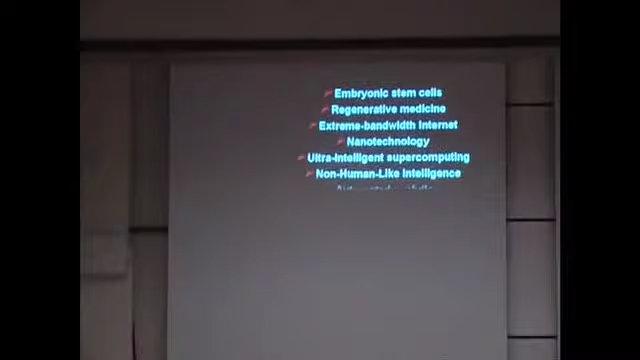 Embryonic stem cells
Regenerative medicine
Extreme-bandwidth Internet
Nanotechnology
Ultra-intelligent supercomputing
Non-Human-Like Intelligence